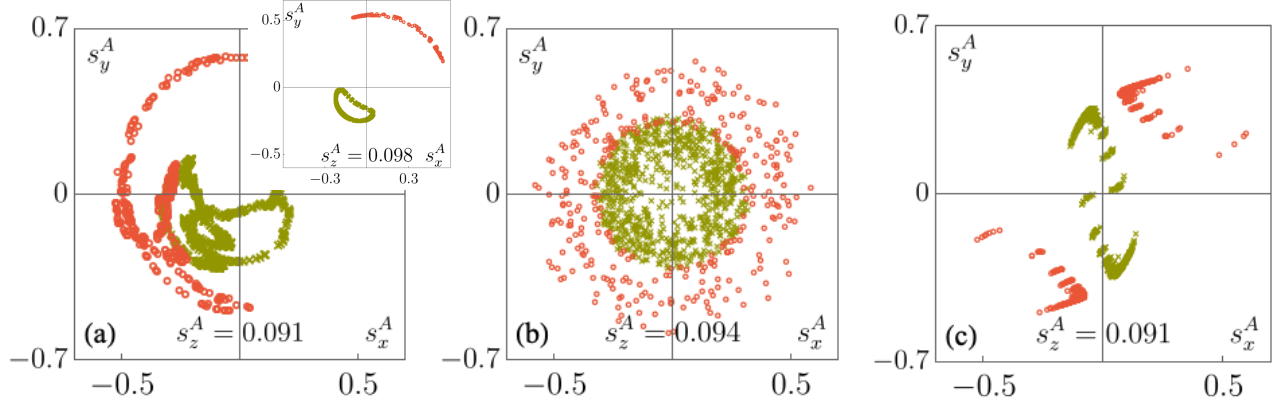 0.7
s_y^A
0
−0.7
(a)
s_z^A = 0.091
s_x^A
−0.5
0.5
0.5
s_y^A
0
−0.5
s_z^A = 0.098
s_x^A
−0.3
0.3
0.7
s_y^A
0
−0.7
(b)
s_z^A = 0.094
s_x^A
−0.5
0.5
0.7
s_y^A
0
−0.7
(c)
s_z^A = 0.091
s_x^A
−0.5
0.5